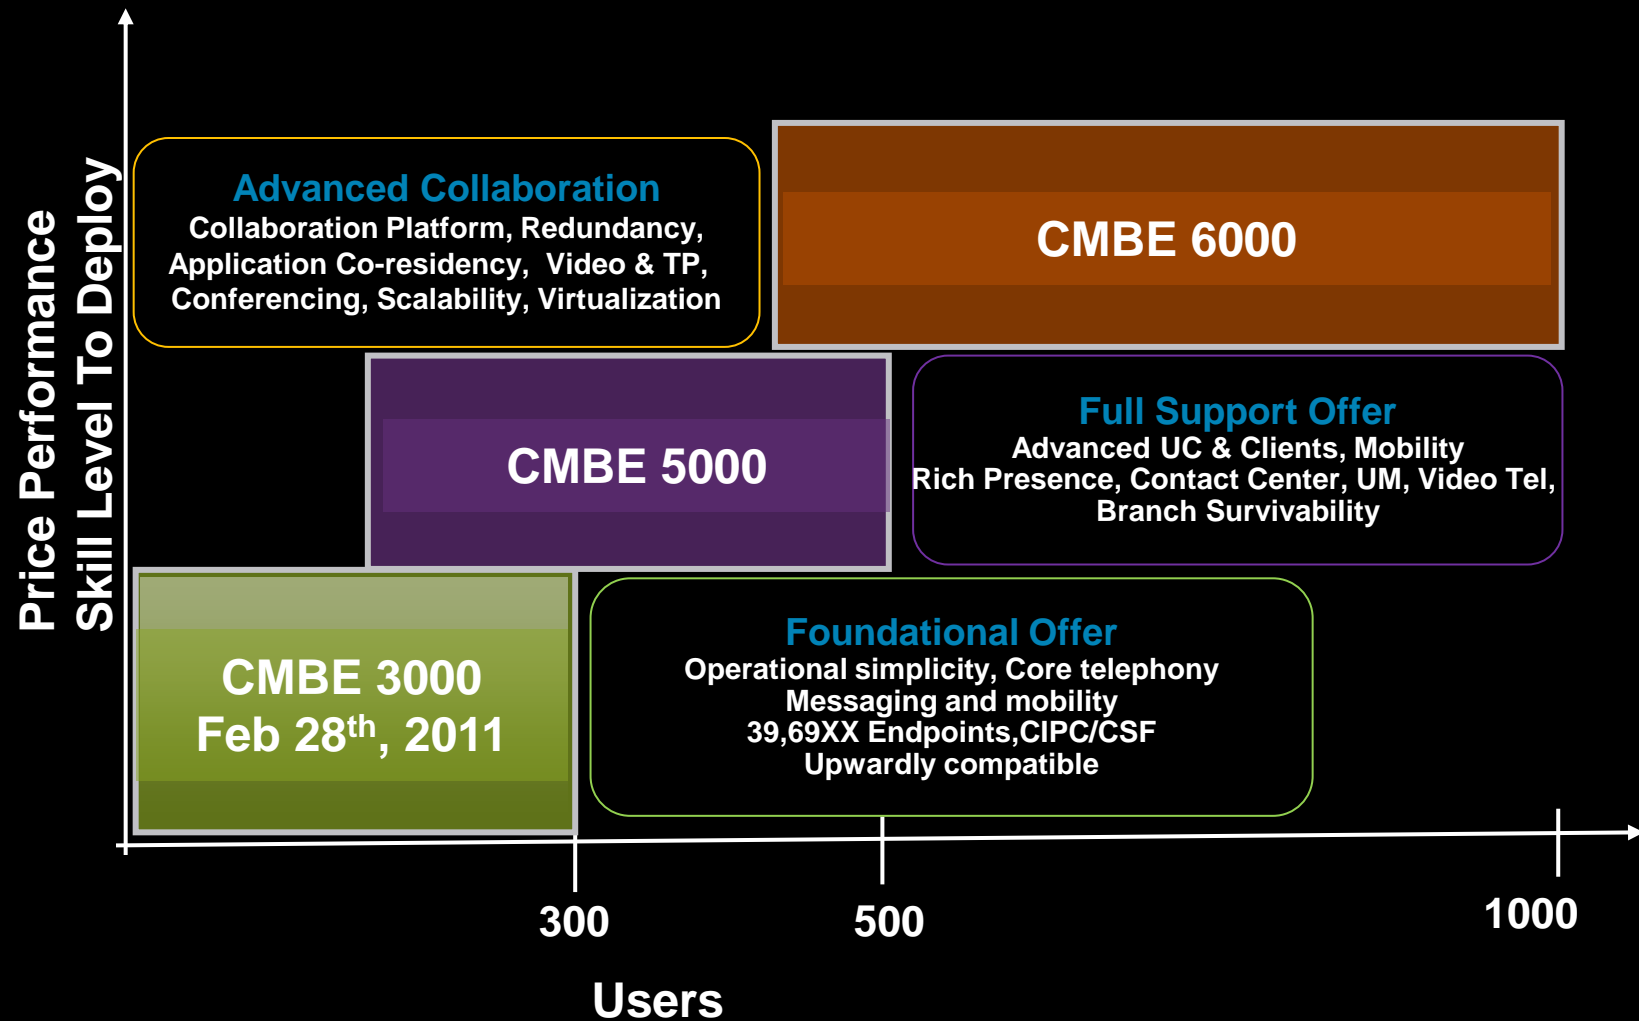 Price Performance
Skill Level To Deploy
Advanced Collaboration
Collaboration Platform, Redundancy,
Application Co-residency, Video & TP,
Conferencing, Scalability, Virtualization
CMBE 6000
CMBE 5000
Full Support Offer
Advanced UC & Clients, Mobility
Rich Presence, Contact Center, UM, Video Tel,
Branch Survivability
CMBE 3000
Feb 28th, 2011
Foundational Offer
Operational simplicity, Core telephony
Messaging and mobility
39,69XX Endpoints,CIPC/CSF
Upwardly compatible
300
500
1000
Users